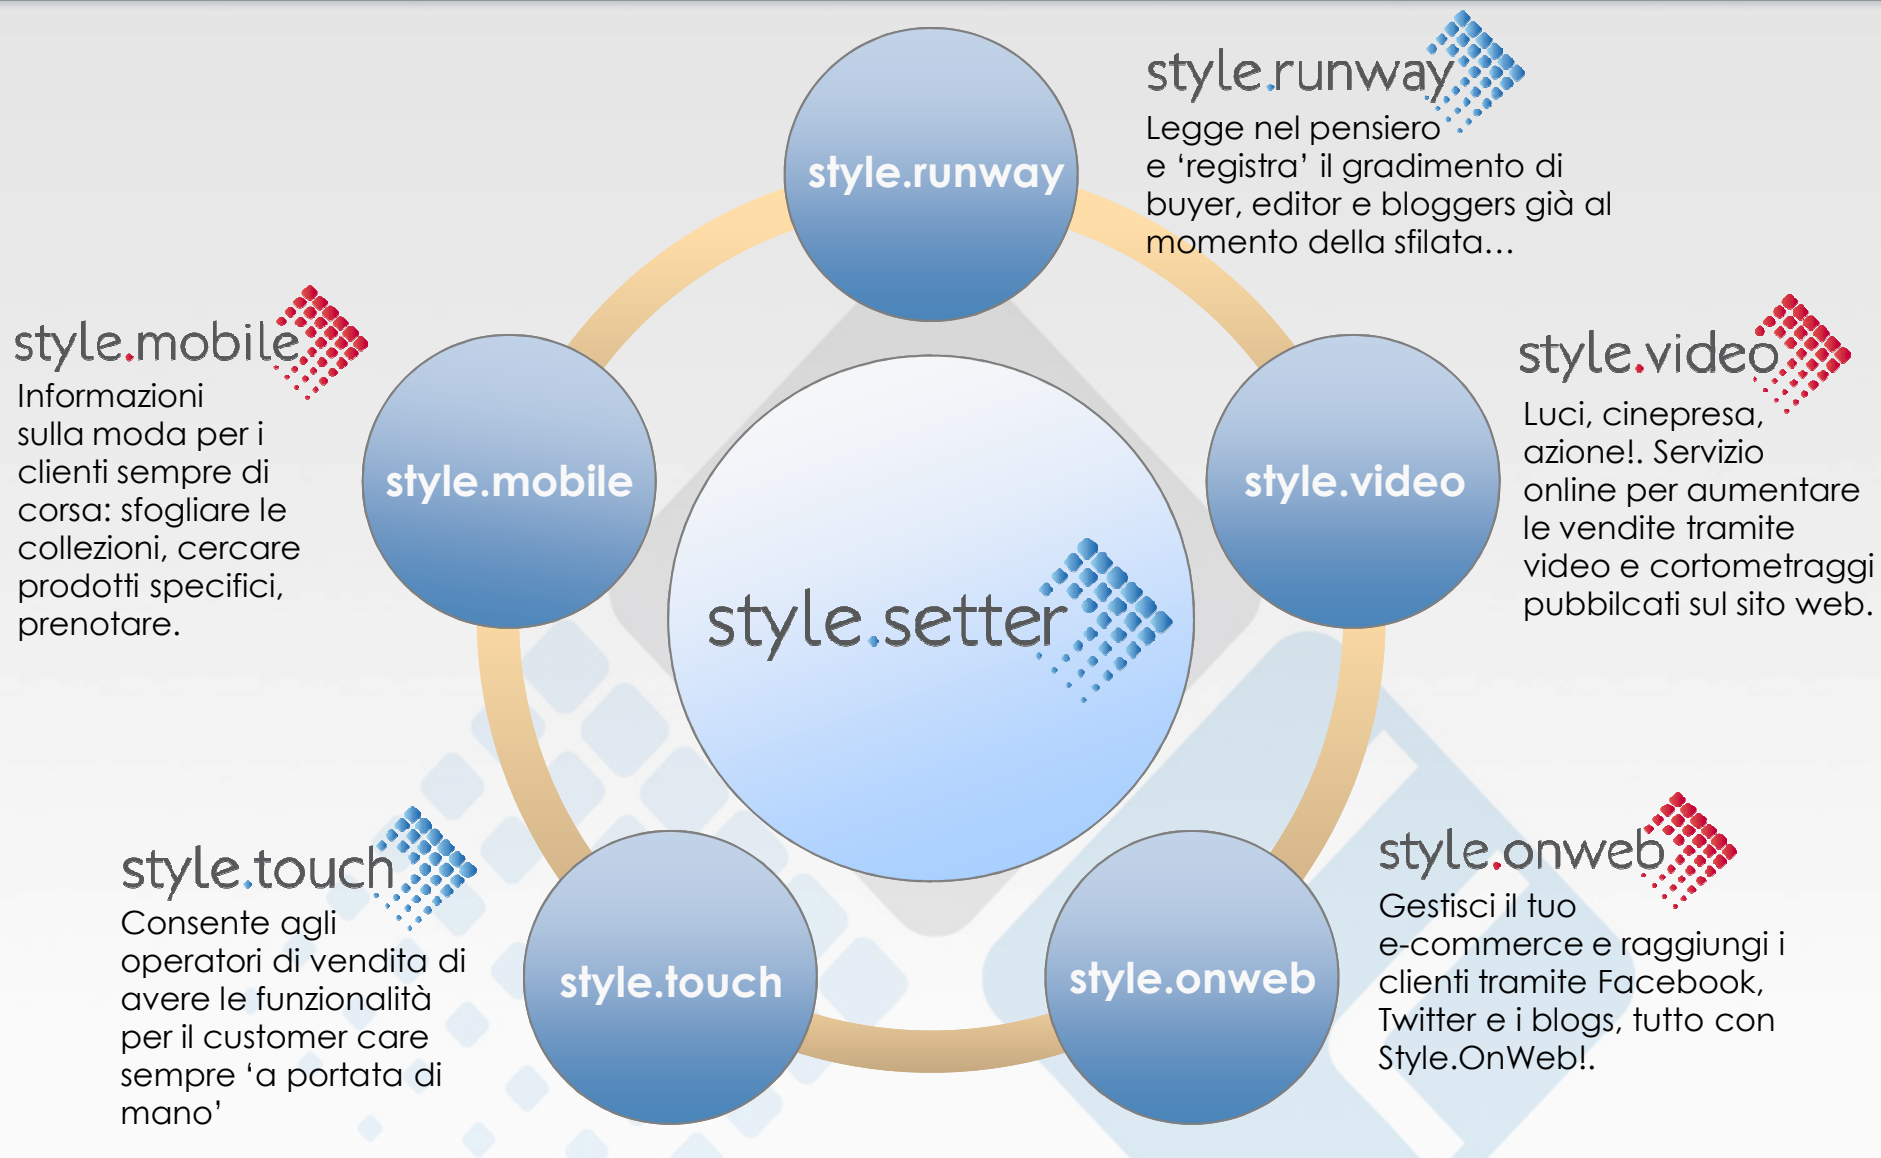 style.runway
Legge nel pensiero
e ‘registra’ il gradimento di
buyer, editor e bloggers già al
momento della sfilata…
style.runway
style.mobile
Informazioni
sulla moda per i
clienti sempre di
corsa: sfogliare le
collezioni, cercare
prodotti specifici,
prenotare.
style.mobile
style.video
style.video
Luci, cinepresa,
azione!. Servizio
online per aumentare
le vendite tramite
video e cortometraggi
pubbilcati sul sito web.
style.setter
style.touch
Consente agli
operatori di vendita di
avere le funzionalità
per il customer care
sempre ‘a portata di
mano’
style.touch
style.onweb
style.onweb
Gestisci il tuo
e-commerce e raggiungi i
clienti tramite Facebook,
Twitter e i blogs, tutto con
Style.OnWeb!.